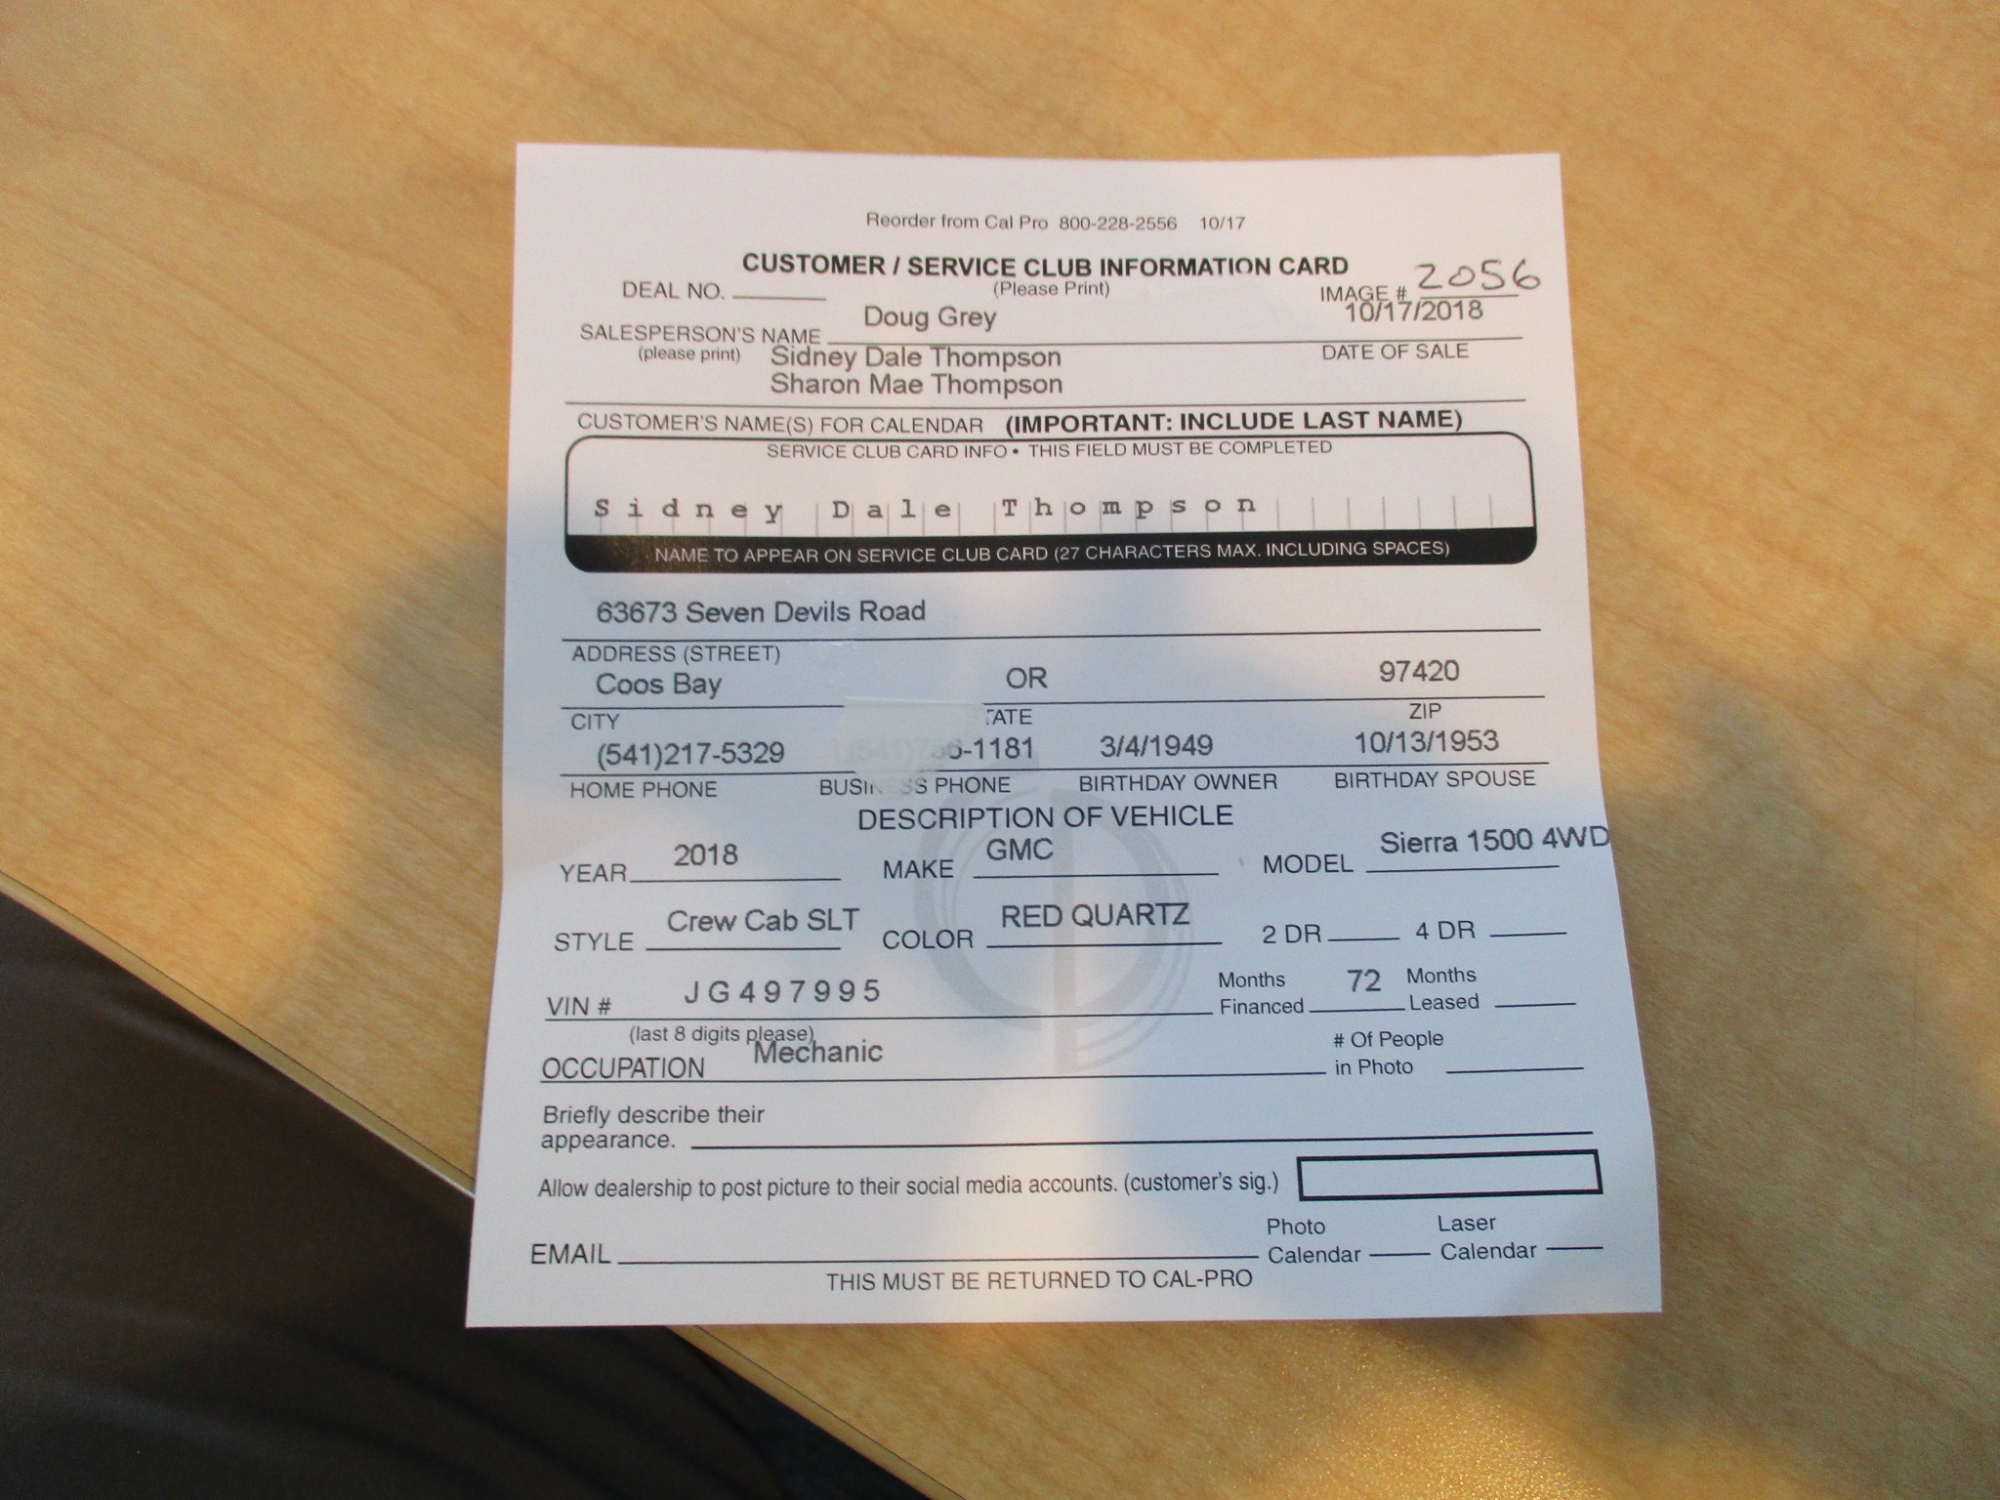 Reorder from Cal Pro 800-228-2556 10/17
CUSTOMER / SERVICE CLUB INFORMATION CARD
DEAL NO. (Please Print) IMAGE # 2056
Doug Grey 10/17/2018
SALESPERSON'S NAME
(please print) Sidney Dale Thompson DATE OF SALE
Sharon Mae Thompson
CUSTOMER'S NAME(S) FOR CALENDAR (IMPORTANT: INCLUDE LAST NAME)
SERVICE CLUB CARD INFO • THIS FIELD MUST BE COMPLETED
Sidney Dale Thompson
NAME TO APPEAR ON SERVICE CLUB CARD (27 CHARACTERS MAX. INCLUDING SPACES)
63673 Seven Devils Road
ADDRESS (STREET)
Coos Bay OR 97420
CITY TATE ZIP
(541)217-5329 6-1181 3/4/1949 10/13/1953
HOME PHONE BUSINESS PHONE BIRTHDAY OWNER BIRTHDAY SPOUSE
DESCRIPTION OF VEHICLE
YEAR 2018 MAKE GMC MODEL Sierra 1500 4WD
STYLE Crew Cab SLT COLOR RED QUARTZ 2 DR 4 DR
VIN # JG497995 Months Financed 72 Months Leased
(last 8 digits please)
OCCUPATION Mechanic # Of People in Photo
Briefly describe their
appearance.
Allow dealership to post picture to their social media accounts. (customer's sig.)
EMAIL Photo Calendar Laser Calendar
THIS MUST BE RETURNED TO CAL-PRO